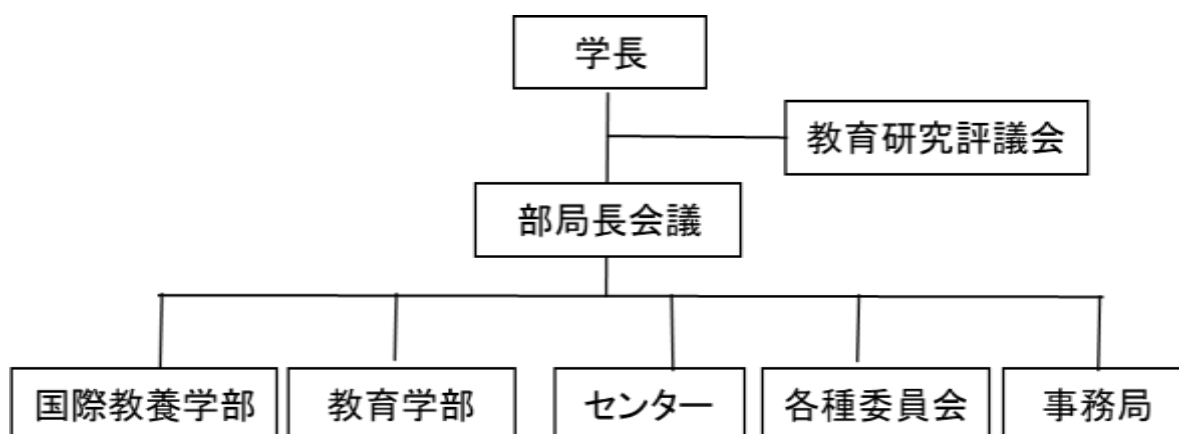 学長
教育研究評議会
部局長会議
国際教養学部
教育学部
センター
各種委員会
事務局